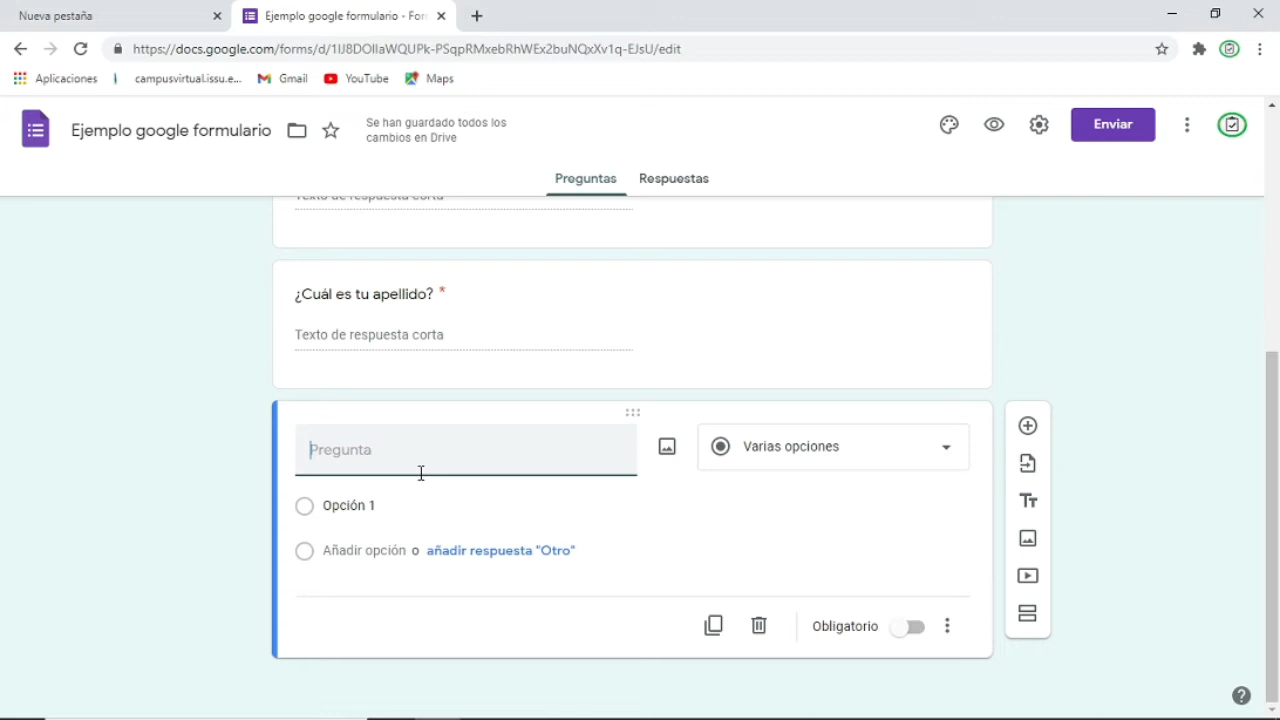 Nueva pestaña
Ejemplo google formulario - For
https://docs.google.com/forms/d/1IJ8DOIIaWQUPk-PSqpRMxebRhWEx2buNQxXv1q-EJsU/edit
Aplicaciones campusvirtual.issu.e... Gmail YouTube Maps
Ejemplo google formulario
Se han guardado todos los
cambios en Drive
Enviar
Preguntas Respuestas
Texto de respuesta corta
¿Cuál es tu apellido? *
Texto de respuesta corta
Pregunta
Varias opciones
Opción 1
Añadir opción o añadir respuesta "Otro"
Obligatorio